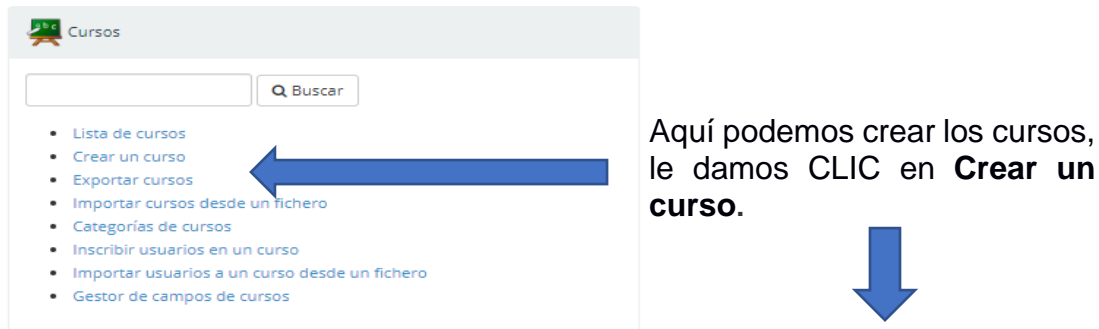 abc
Cursos
Buscar
Lista de cursos
Crear un curso
Exportar cursos
Importar cursos desde un fichero
Categorías de cursos
Inscribir usuarios en un curso
Importar usuarios a un curso desde un fichero
Gestor de campos de cursos
Aquí podemos crear los cursos,
le damos CLIC en Crear un
curso.